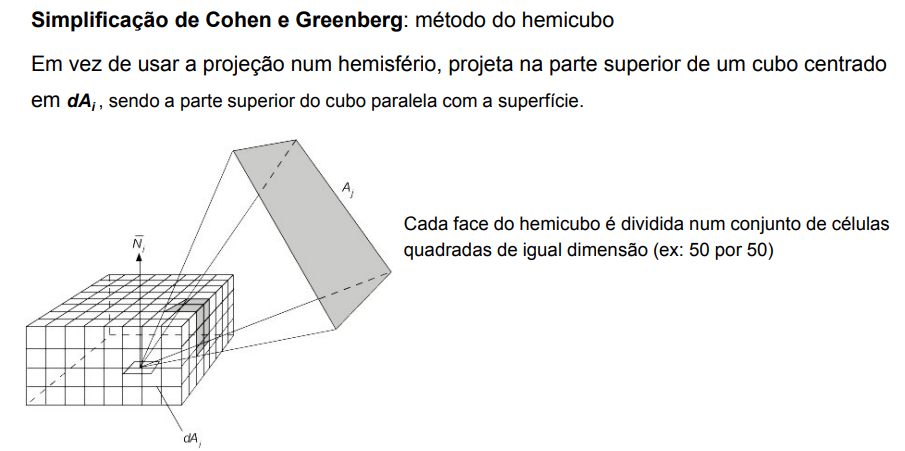 Simplificação de Cohen e Greenberg: método do hemicubo
Em vez de usar a projeção num hemisfério, projeta na parte superior de um cubo centrado
em dAi , sendo a parte superior do cubo paralela com a superfície.
Aj
Cada face do hemicubo é dividida num conjunto de células
quadradas de igual dimensão (ex: 50 por 50)
N̅i
dAi